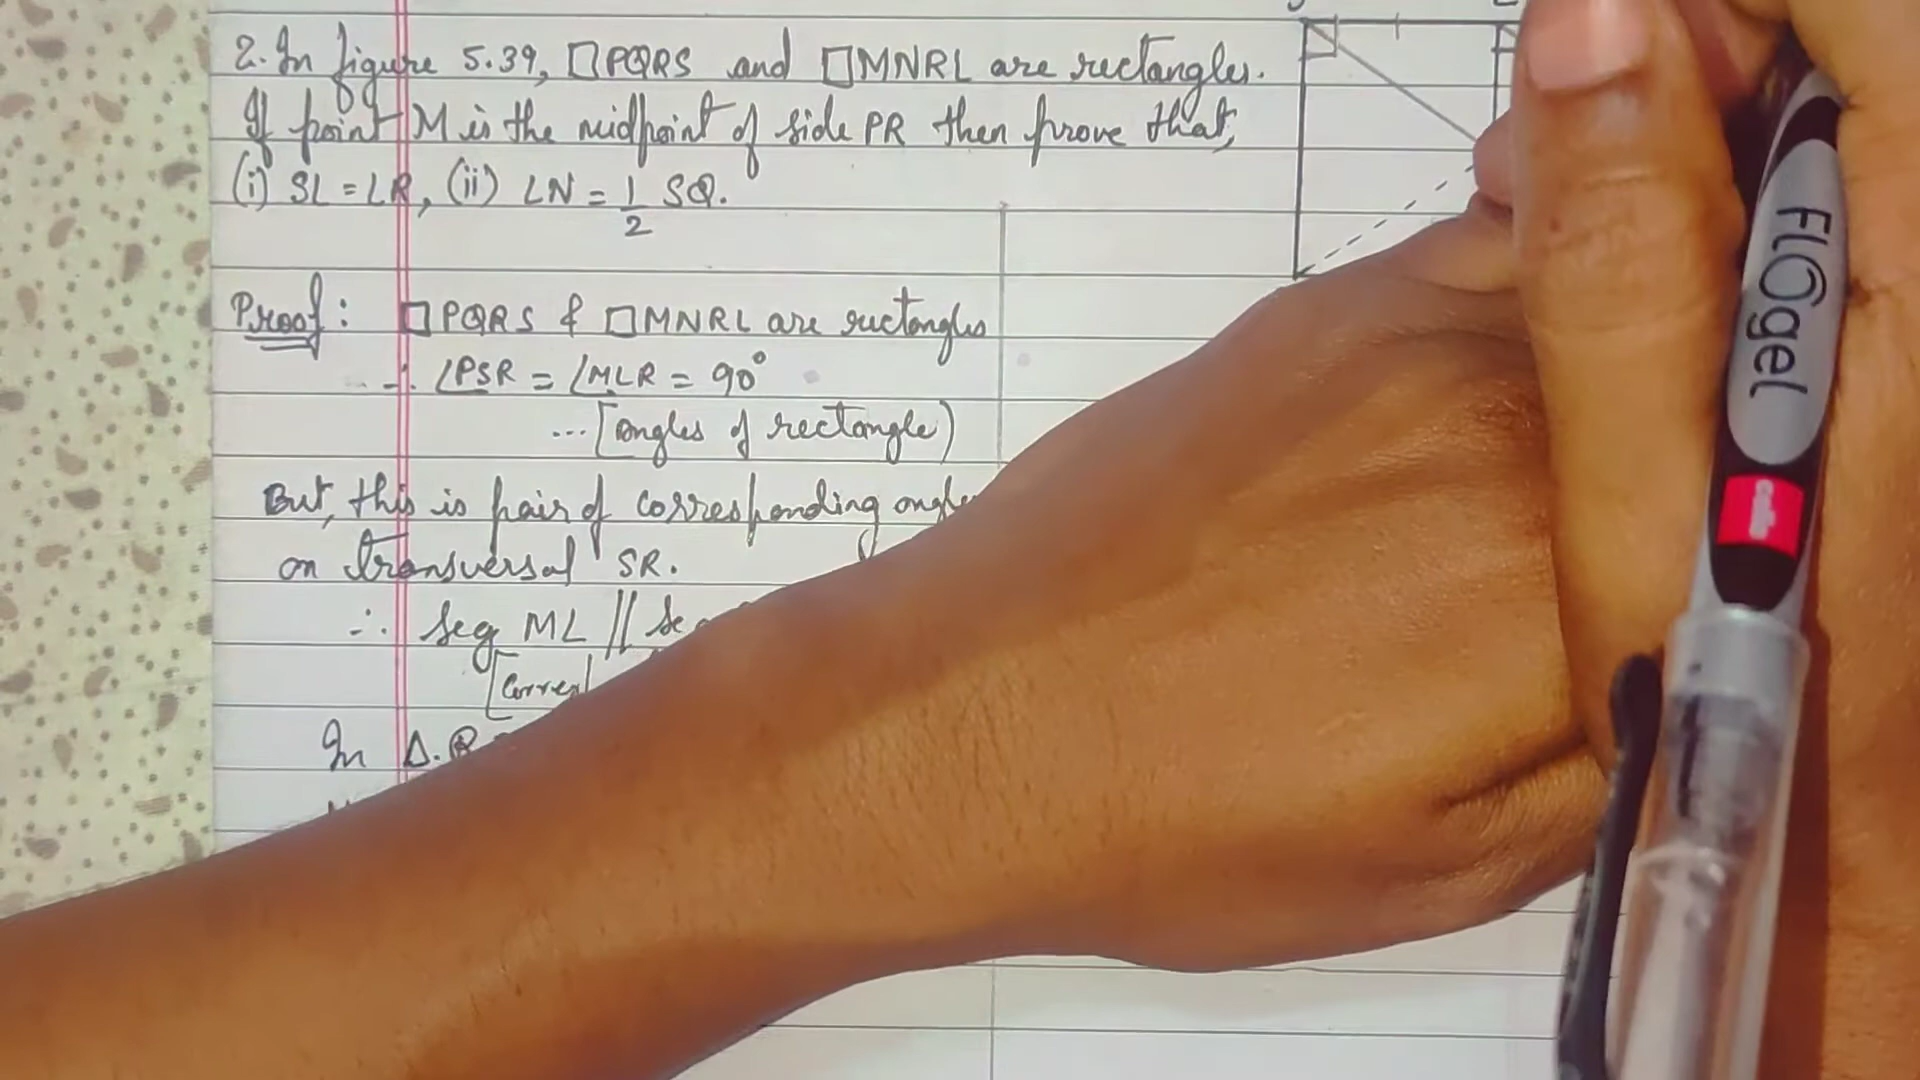 2. In figure 5.39, □PQRS and □MNRL are rectangles.
If point M is the midpoint of side PR then prove that,
(i) SL = LR, (ii) LN = 1/2 SQ.
Proof: □PQRS & □MNRL are rectangles
∴ ∠PSR = ∠MLR = 90°
... [angles of rectangle)
But, this is pair of corresponding
on transversal SR.
∴ seg ML ||
In Δ.
FLOgel
cello